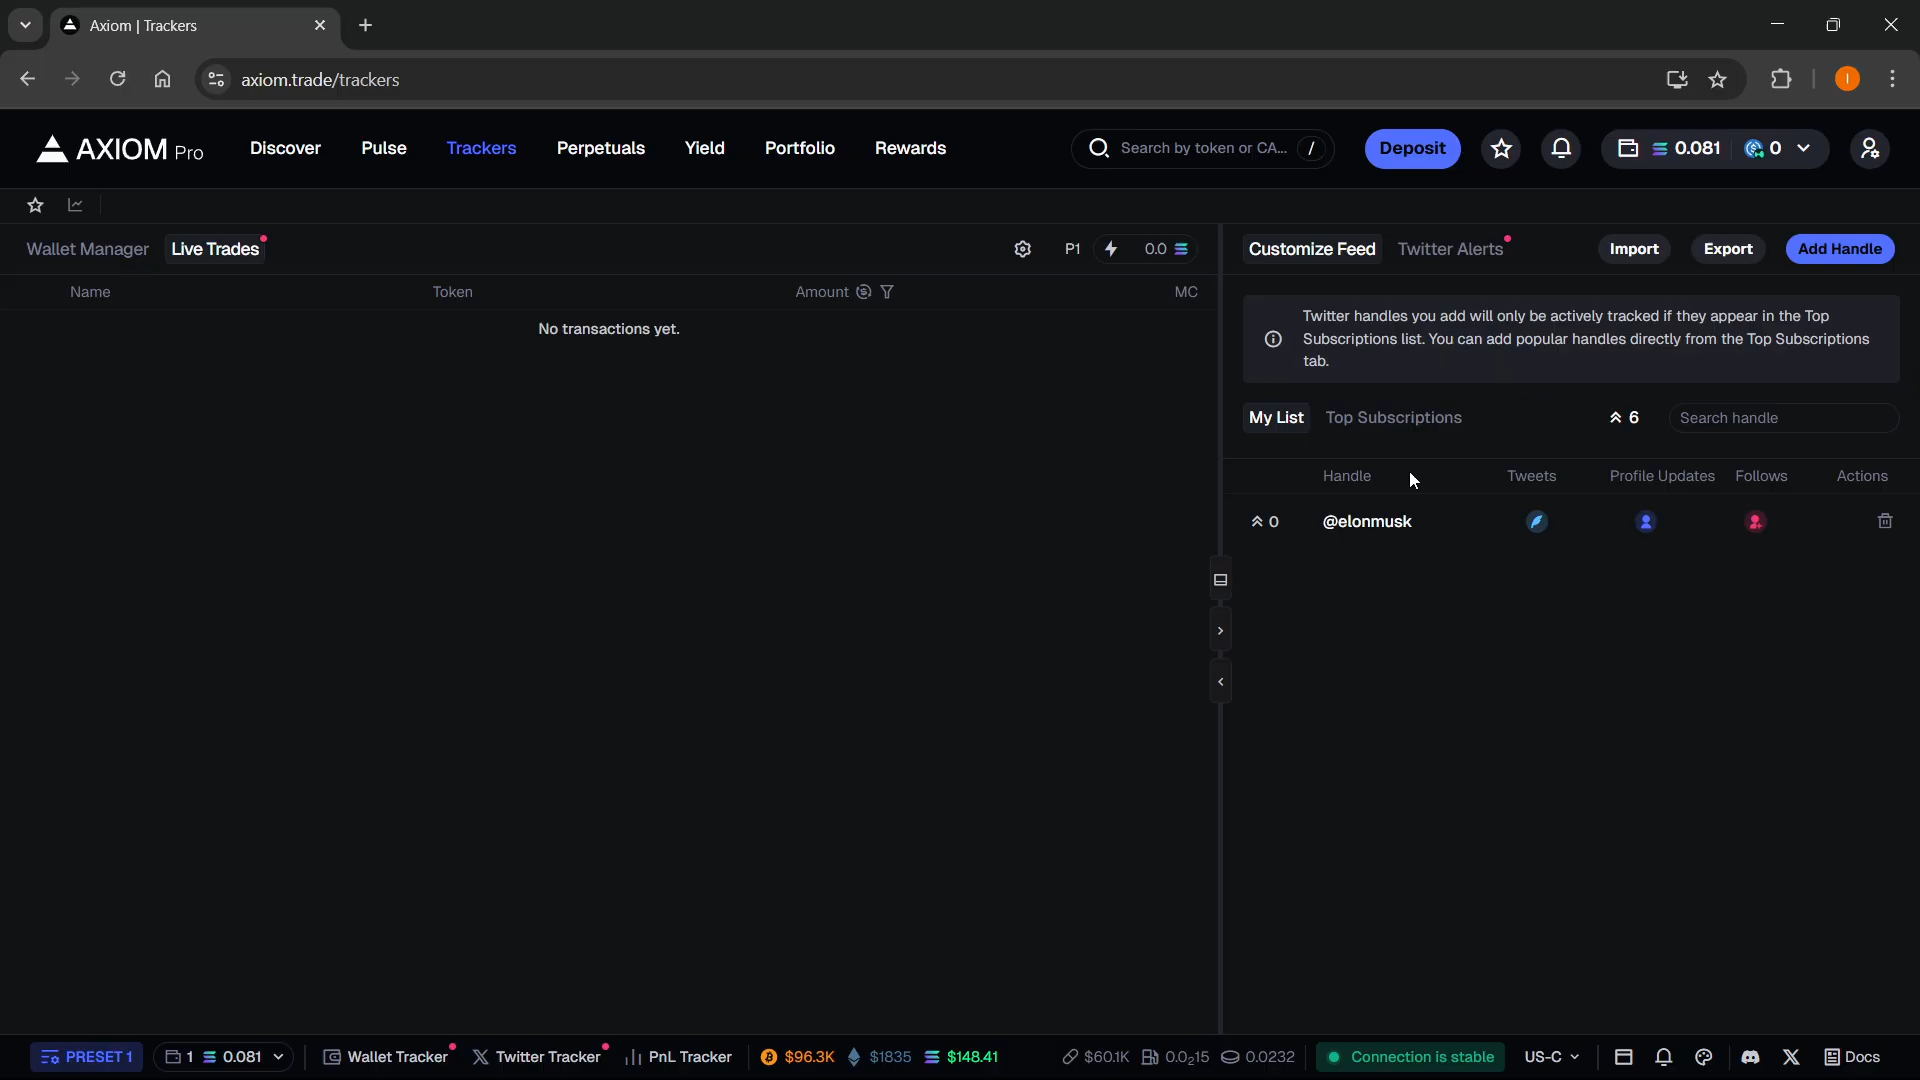 Axiom | Trackers
axiom.trade/trackers
I
AXIOM Pro
Discover
Pulse
Trackers
Perpetuals
Yield
Portfolio
Rewards
Search by token or CA... /
Deposit
0.081
0
Wallet Manager
Live Trades
P1
0.0
Customize Feed
Twitter Alerts
Import
Export
Add Handle
Name
Token
Amount
MC
No transactions yet.
Twitter handles you add will only be actively tracked if they appear in the Top
Subscriptions list. You can add popular handles directly from the Top Subscriptions
tab.
My List
Top Subscriptions
6
Search handle
Handle
Tweets
Profile Updates
Follows
Actions
0
@elonmusk
PRESET 1
1
0.081
Wallet Tracker
Twitter Tracker
PnL Tracker
$96.3K
$1835
$148.41
$60.1K
0.0₂15
0.0232
Connection is stable
US-C
Docs